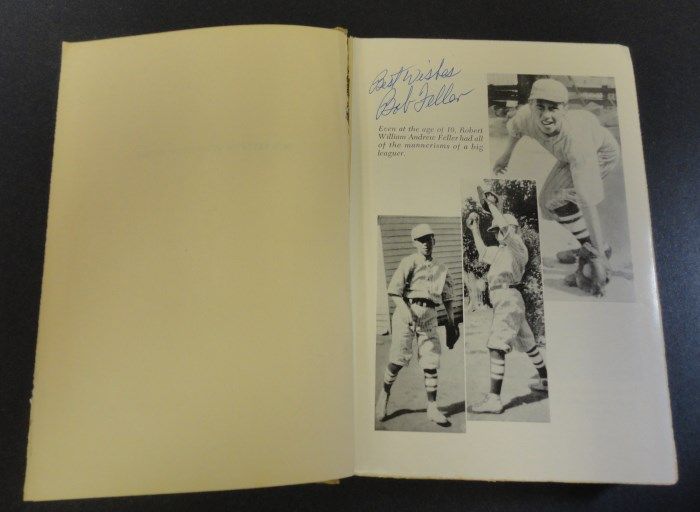 Best Wishes
Bob Feller
Even at the age of 10, Robert
William Andrew Feller had all
of the mannerisms of a big
leaguer.